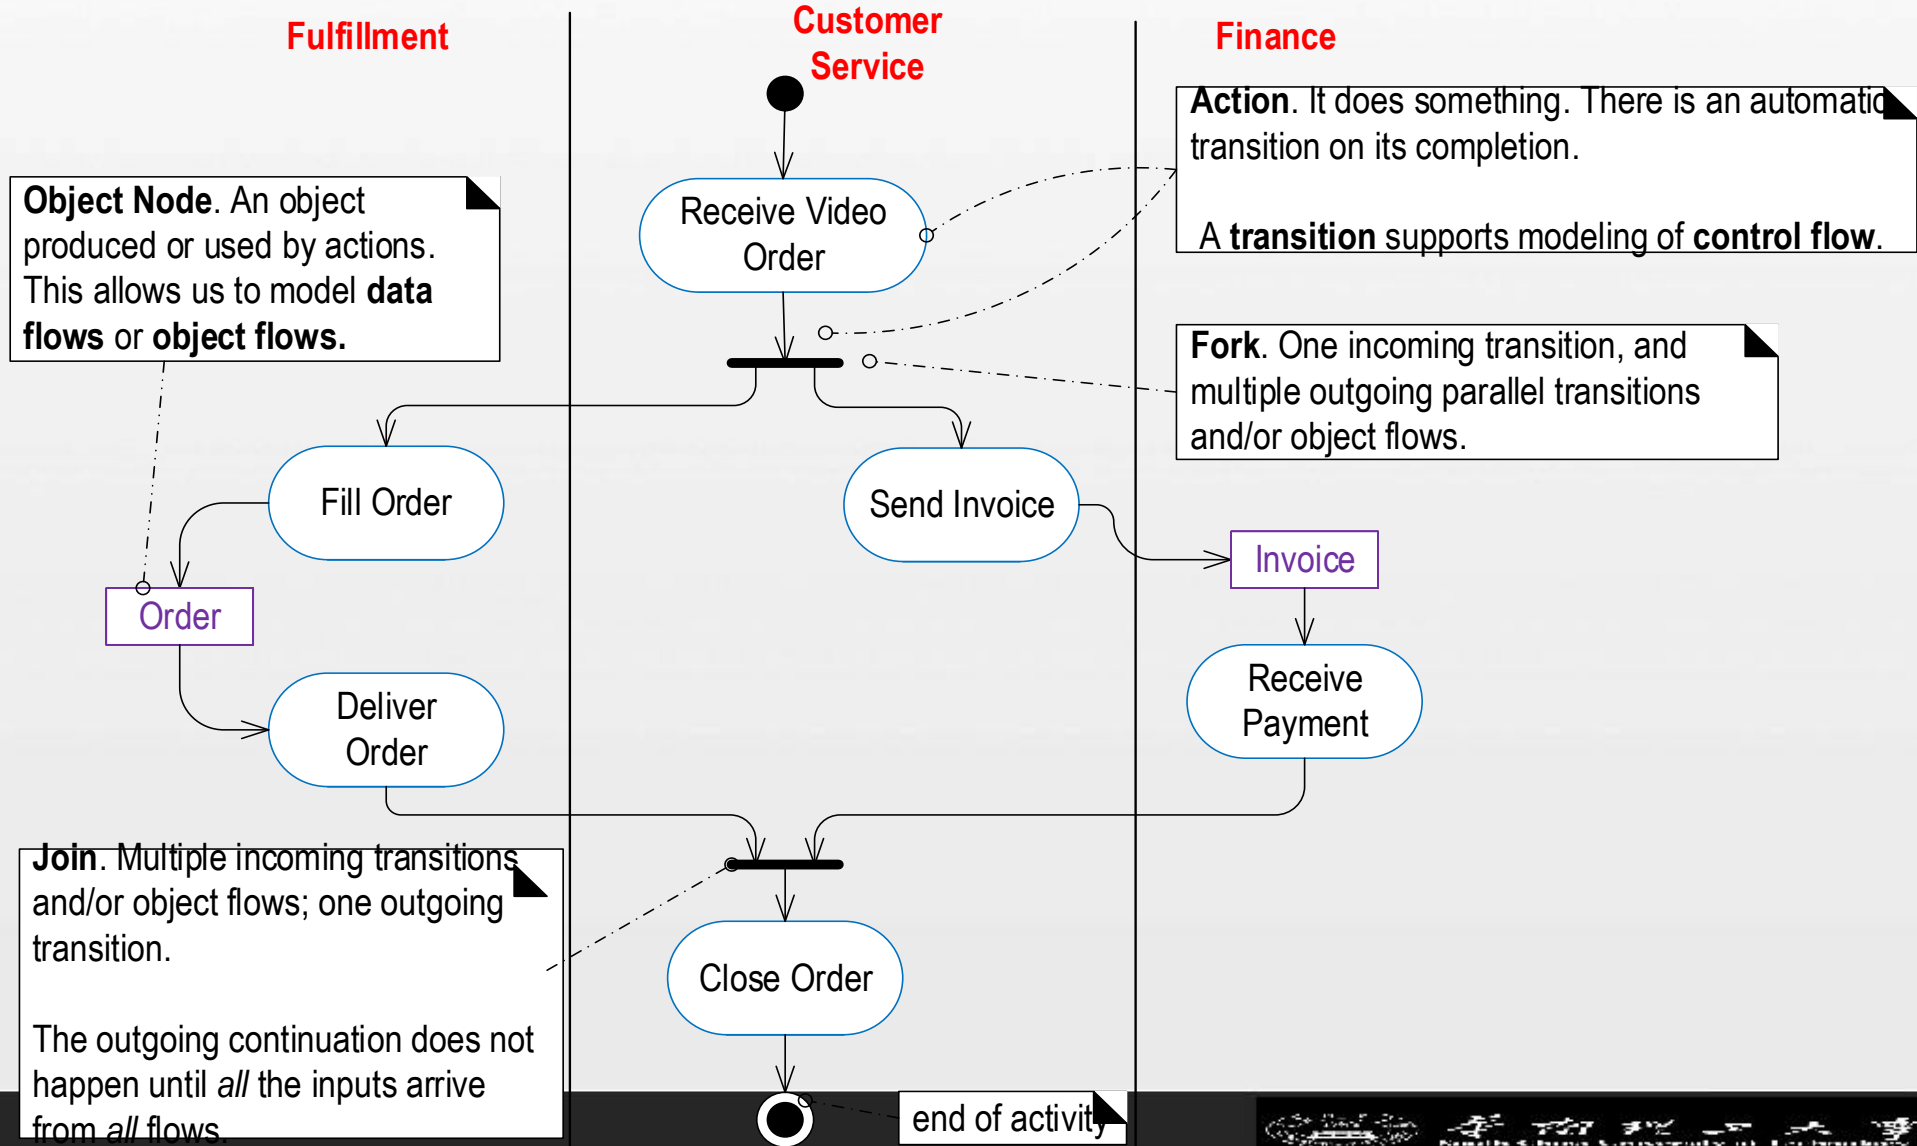 Fulfillment
Customer
Service
Finance
Action. It does something. There is an automatic
transition on its completion.
A transition supports modeling of control flow.
Object Node. An object
produced or used by actions.
This allows us to model data
flows or object flows.
Receive Video
Order
Fork. One incoming transition, and
multiple outgoing parallel transitions
and/or object flows.
Fill Order
Send Invoice
Invoice
Order
Receive
Payment
Deliver
Order
Join. Multiple incoming transitions
and/or object flows; one outgoing
transition.
The outgoing continuation does not
happen until all the inputs arrive
from all flows.
Close Order
end of activity